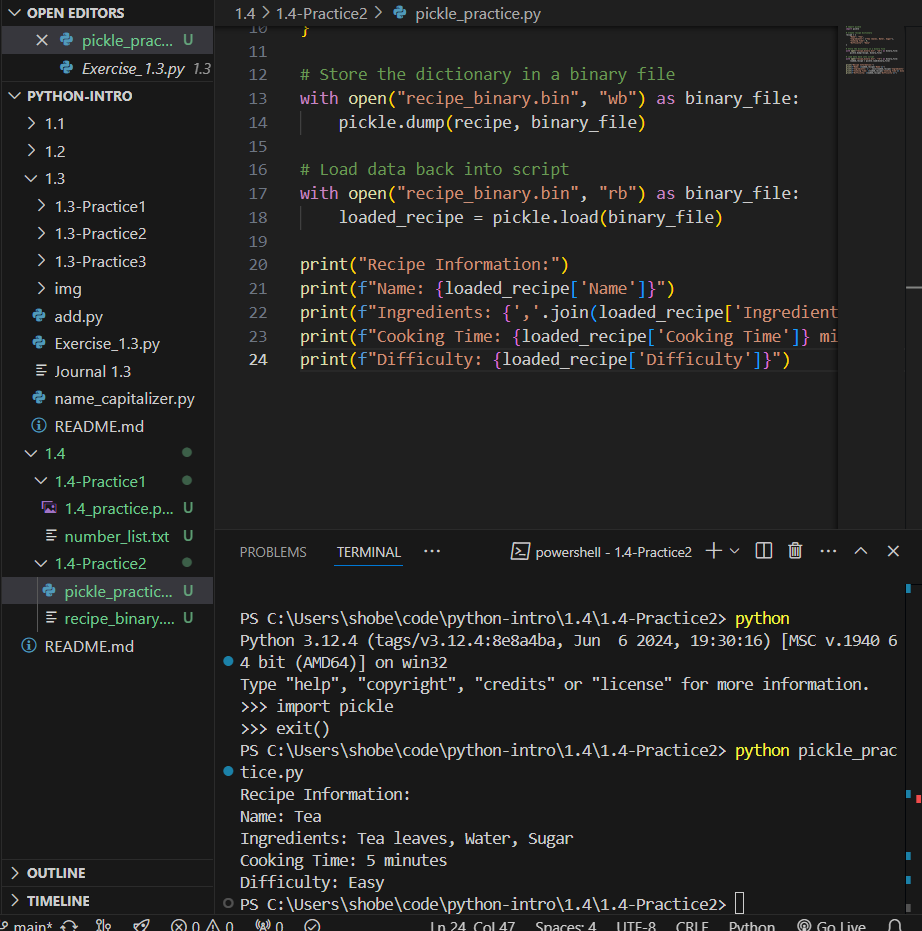 OPEN EDITORS
pickle_prac... U
Exercise_1.3.py 1.3
PYTHON-INTRO
1.1
1.2
1.3
1.3-Practice1
1.3-Practice2
1.3-Practice3
img
add.py
Exercise_1.3.py
Journal 1.3
name_capitalizer.py
README.md
1.4
1.4-Practice1
1.4_practice.p... U
number_list.txt U
1.4-Practice2
pickle_practic... U
recipe_binary.... U
README.md
OUTLINE
TIMELINE
1.4 > 1.4-Practice2 > pickle_practice.py
10 }
11
12 # Store the dictionary in a binary file
13 with open("recipe_binary.bin", "wb") as binary_file:
14 pickle.dump(recipe, binary_file)
15
16 # Load data back into script
17 with open("recipe_binary.bin", "rb") as binary_file:
18 loaded_recipe = pickle.load(binary_file)
19
20 print("Recipe Information:")
21 print(f"Name: {loaded_recipe['Name']}")
22 print(f"Ingredients: {','.join(loaded_recipe['Ingredient
23 print(f"Cooking Time: {loaded_recipe['Cooking Time']} mi
24 print(f"Difficulty: {loaded_recipe['Difficulty']}")
PROBLEMS TERMINAL ... powershell - 1.4-Practice2
PS C:\Users\shobe\code\python-intro\1.4\1.4-Practice2> python
Python 3.12.4 (tags/v3.12.4:8e8a4ba, Jun  6 2024, 19:30:16) [MSC v.1940 6
4 bit (AMD64)] on win32
Type "help", "copyright", "credits" or "license" for more information.
>>> import pickle
>>> exit()
PS C:\Users\shobe\code\python-intro\1.4\1.4-Practice2> python pickle_prac
tice.py
Recipe Information:
Name: Tea
Ingredients: Tea leaves, Water, Sugar
Cooking Time: 5 minutes
Difficulty: Easy
PS C:\Users\shobe\code\python-intro\1.4\1.4-Practice2>
main* 0 0 0 Ln 24, Col 47 Spaces: 4 UTF-8 CRLF Python Go Live